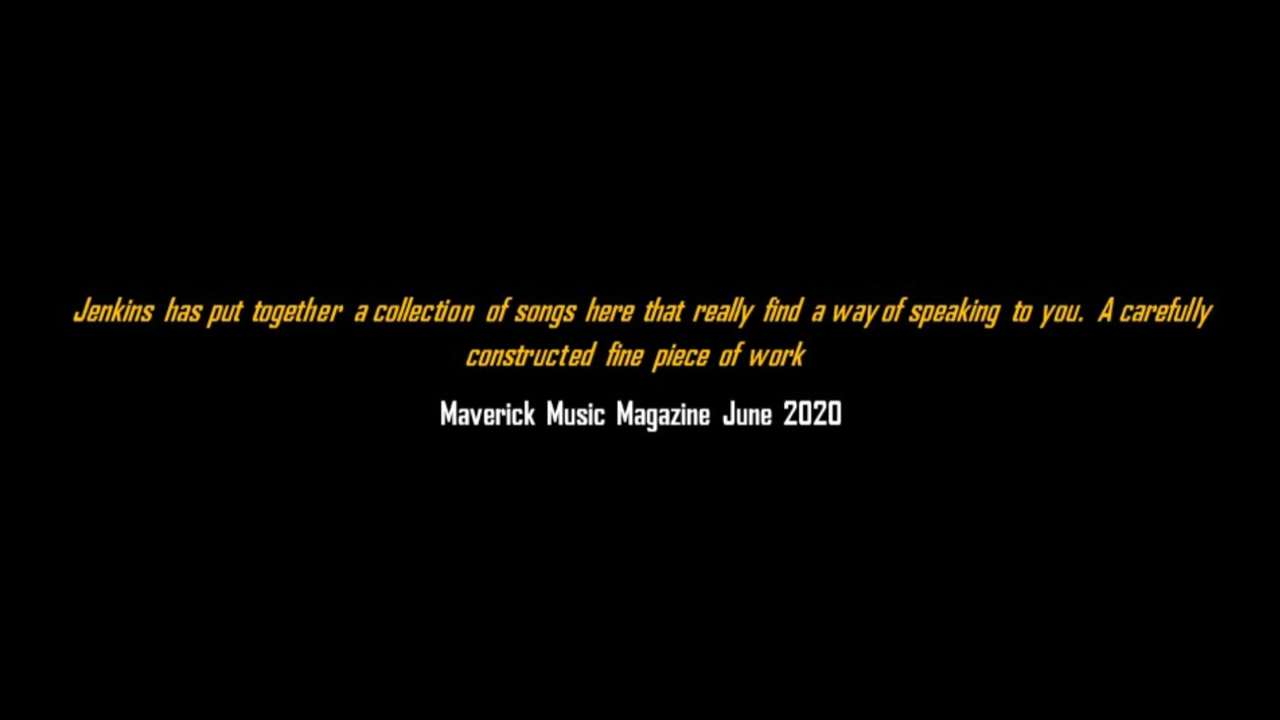 Jenkins has put together a collection of songs here that really find a way of speaking to you. A carefully
constructed fine piece of work
Maverick Music Magazine June 2020